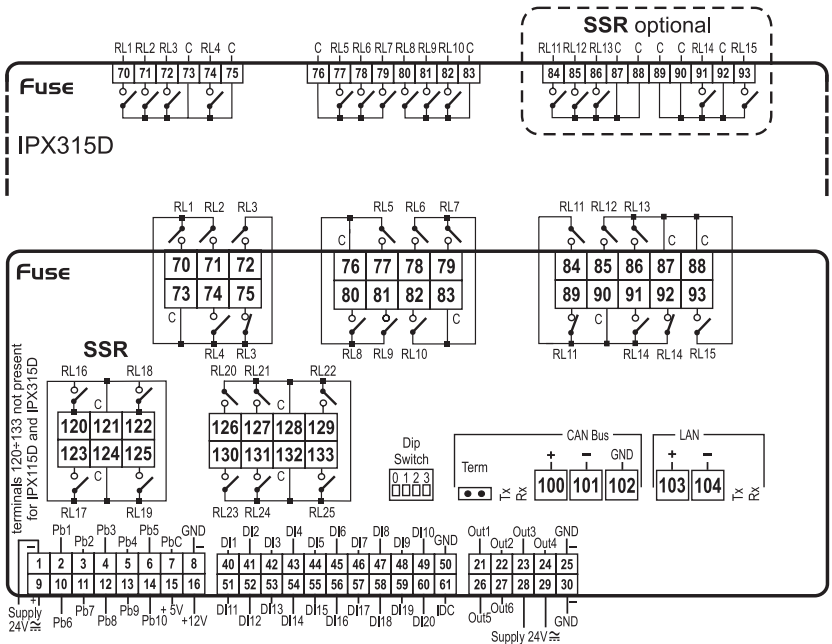 SSR optional
RL1 RL2 RL3 C RL4 C
C RL5 RL6 RL7 RL8 RL9 RL10 C
RL11 RL12 RL13 C C C C RL14 C RL15
70 71 72 73 74 75
76 77 78 79 80 81 82 83
84 85 86 87 88 89 90 91 92 93
Fuse
IPX315D
RL1 RL2 RL3
RL5 RL6 RL7
RL11 RL12 RL13
C
C C
Fuse
70 71 72
76 77 78 79
84 85 86 87 88
73 74 75
80 81 82 83
89 90 91 92 93
C
C
C
RL4 RL3
RL8 RL9 RL10
RL11 RL14 RL14 RL15
SSR
RL16 RL18
RL20 RL21 RL22
C
C
120 121 122
126 127 128 129
123 124 125
130 131 132 133
C
C
RL17 RL19
RL23 RL24 RL25
terminals 120÷133 not present
for IPX115D and IPX315D
Dip
Switch
0 1 2 3
CAN Bus
LAN
Term
Tx
Rx
+ − GND
100 101 102
+ −
103 104
Tx
Rx
Pb1 Pb2 Pb3 Pb4 Pb5 PbC GND
−
−
1 2 3 4 5 6 7 8
9 10 11 12 13 14 15 16
+
Supply
24V
Pb6 Pb7 Pb8 Pb9 Pb10 + 5V +12V
DI1 DI2 DI3 DI4 DI5 DI6 DI7 DI8 DI9 DI10 GND
40 41 42 43 44 45 46 47 48 49 50
51 52 53 54 55 56 57 58 59 60 61
DI11 DI12 DI13 DI14 DI15 DI16 DI17 DI18 DI19 DI20 IDC
Out1 Out2 Out3 Out4 GND
−
21 22 23 24 25
26 27 28 29 30
−
Out5 Out6 GND
Supply 24V